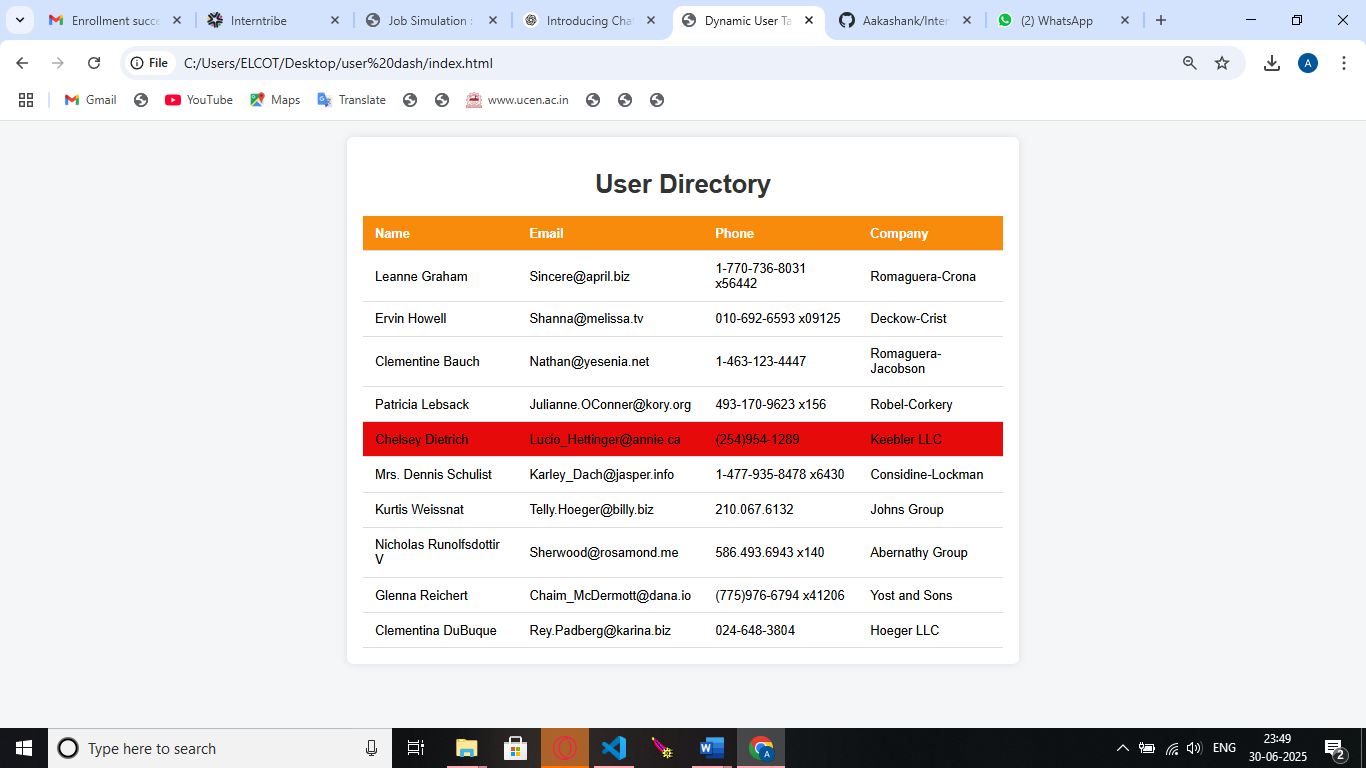 Enrollment succe
Interntribe
Job Simulation :
Introducing Cha
Dynamic User Ta
Aakashank/Inter
(2) WhatsApp
File C:/Users/ELCOT/Desktop/user%20dash/index.html
A
Gmail
YouTube
Maps
Translate
www.ucen.ac.in
User Directory
Name Email Phone Company
Leanne Graham Sincere@april.biz 1-770-736-8031 Romaguera-Crona
x56442
Ervin Howell Shanna@melissa.tv 010-692-6593 x09125 Deckow-Crist
Clementine Bauch Nathan@yesenia.net 1-463-123-4447 Romaguera-
Jacobson
Patricia Lebsack Julianne.OConner@kory.org 493-170-9623 x156 Robel-Corkery
Chelsey Dietrich Lucio_Hettinger@annie.ca (254)954-1289 Keebler LLC
Mrs. Dennis Schulist Karley_Dach@jasper.info 1-477-935-8478 x6430 Considine-Lockman
Kurtis Weissnat Telly.Hoeger@billy.biz 210.067.6132 Johns Group
Nicholas Runolfsdottir Sherwood@rosamond.me 586.493.6943 x140 Abernathy Group
V
Glenna Reichert Chaim_McDermott@dana.io (775)976-6794 x41206 Yost and Sons
Clementina DuBuque Rey.Padberg@karina.biz 024-648-3804 Hoeger LLC
Type here to search
ENG
23:49
30-06-2025
2